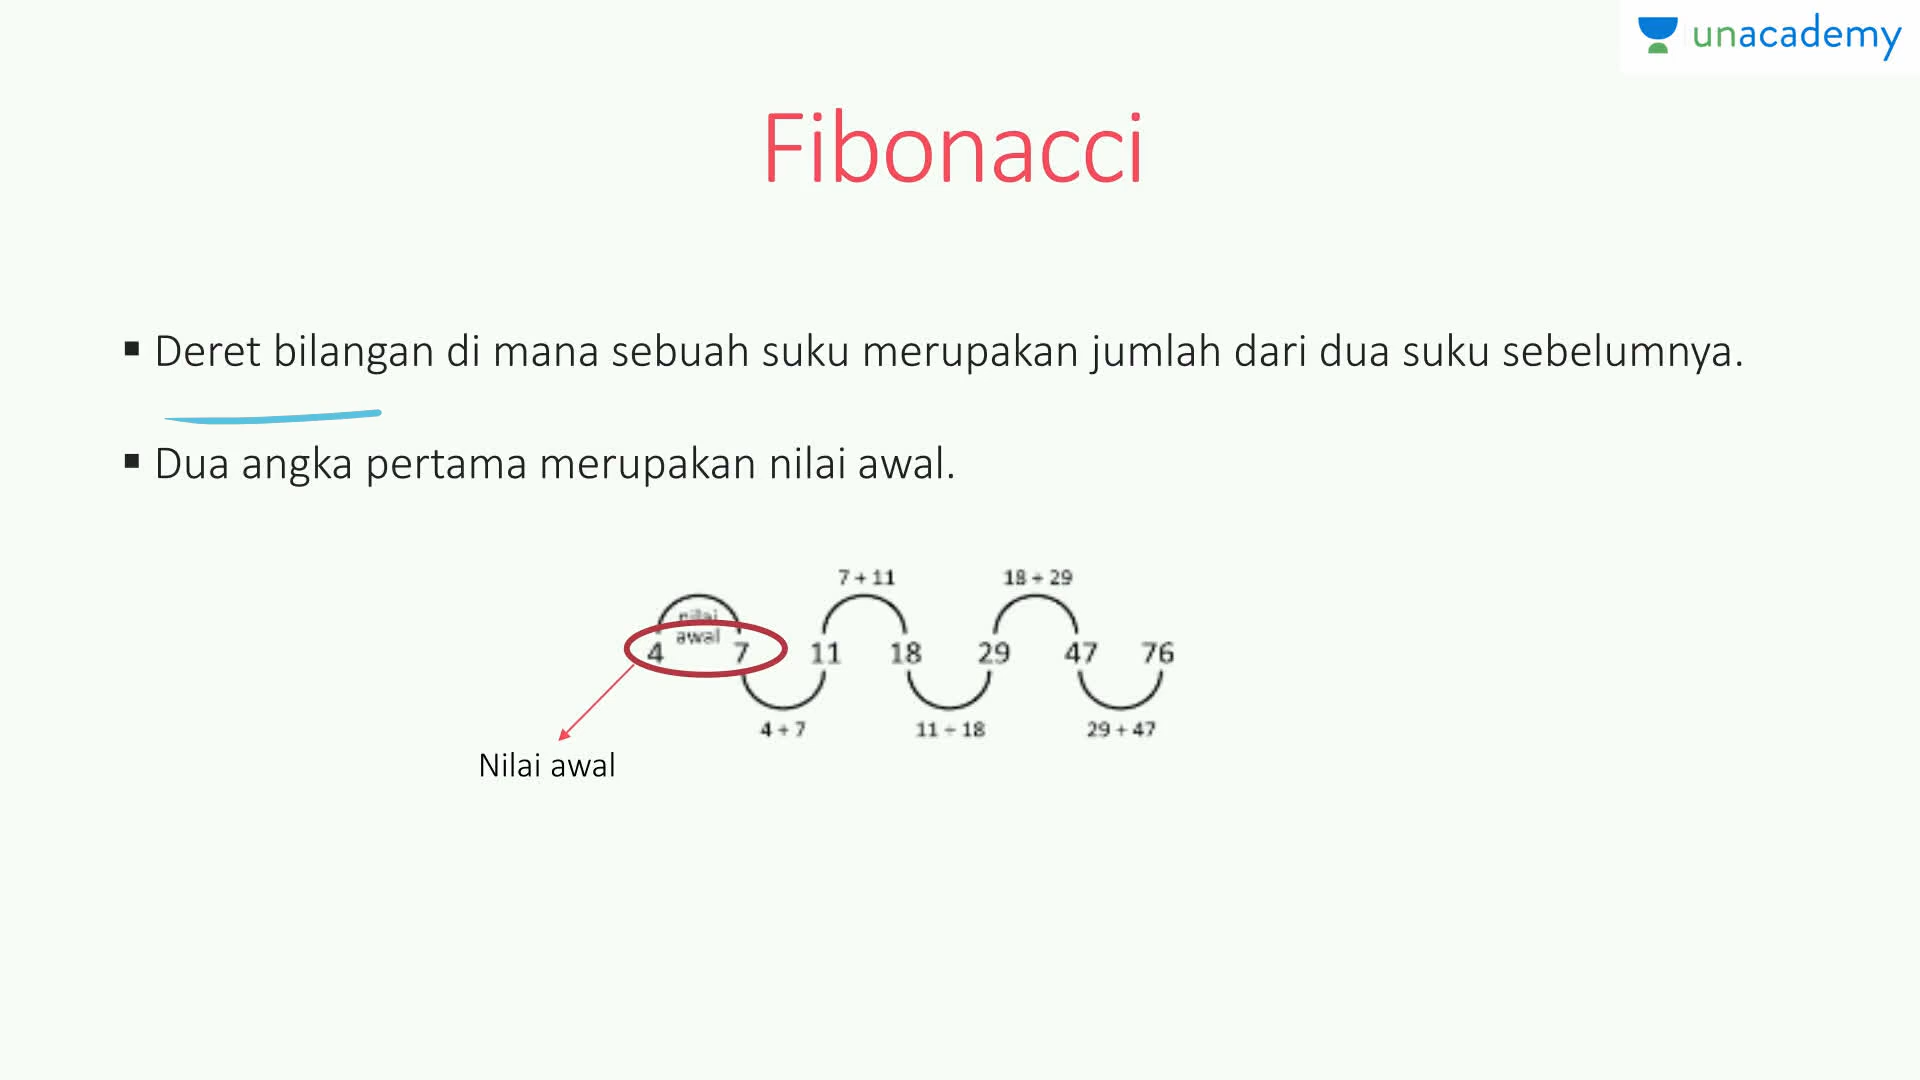 unacademy
Fibonacci
▪ Deret bilangan di mana sebuah suku merupakan jumlah dari dua suku sebelumnya.
▪ Dua angka pertama merupakan nilai awal.
7 + 11 18 + 29
nilai
awal
4 7 11 18 29 47 76
4 + 7 11 + 18 29 + 47
Nilai awal